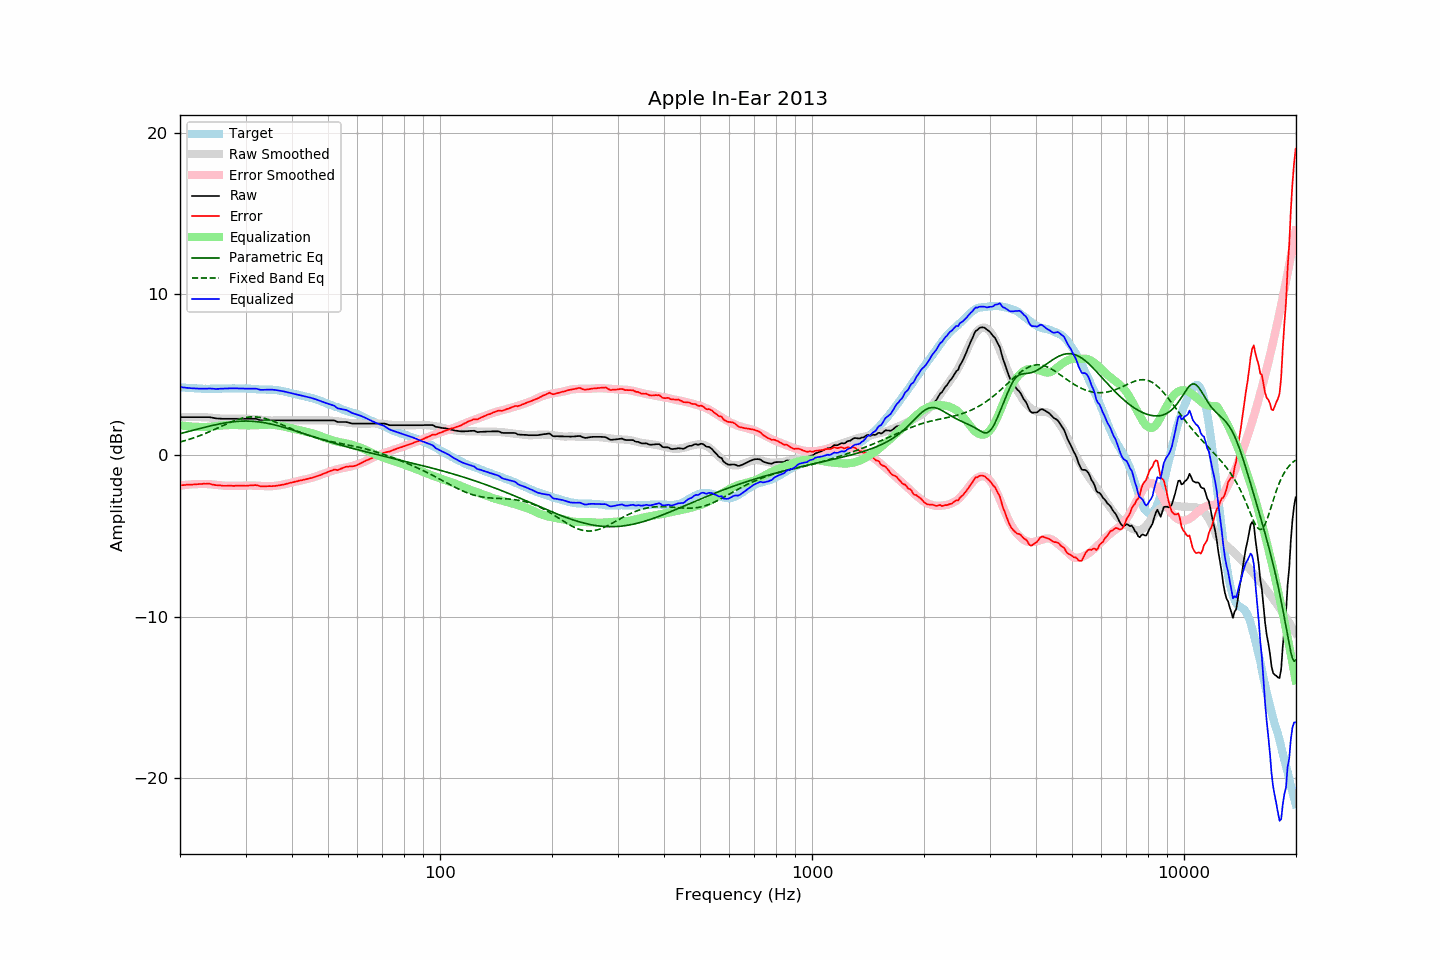 Apple In-Ear 2013
Target
Raw Smoothed
Error Smoothed
Raw
Error
Equalization
Parametric Eq
Fixed Band Eq
Equalized
20
10
0
−10
−20
Amplitude (dBr)
100
1000
10000
Frequency (Hz)